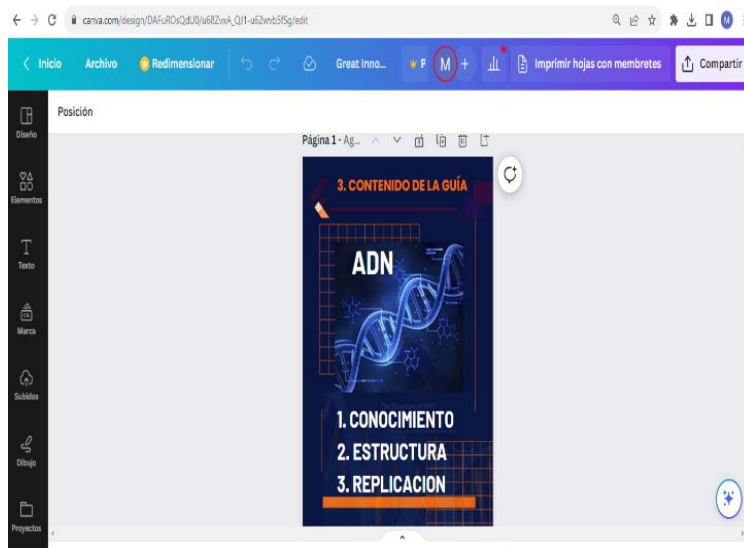 canva.com/design/DAFuROsQdU0/u68ZvxA_QJ1-u62wvb5f5g/edit
Inicio Archivo Redimensionar Great Inno... P M + Imprimir hojas con membretes Compartir
Posición
Diseño
Elementos
Texto
Marca
Subidos
Dibujo
Proyectos
Página 1 - Ag...
3. CONTENIDO DE LA GUÍA
ADN
1. CONOCIMIENTO
2. ESTRUCTURA
3. REPLICACION